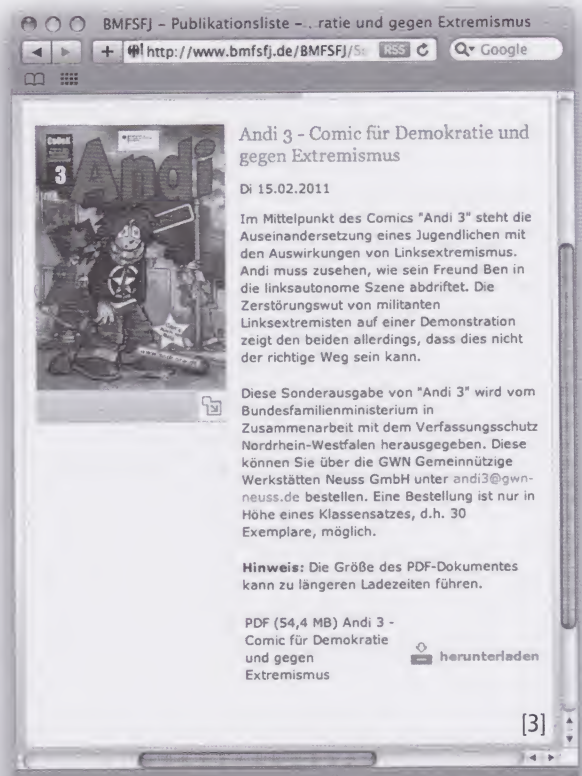 BMFSFJ – Publikationsliste –...ratie und gegen Extremismus
http://www.bmfsfj.de/BMFSFJ/ RSS Google
Andi
3
Andi 3 - Comic für Demokratie und
gegen Extremismus
Di 15.02.2011
Im Mittelpunkt des Comics "Andi 3" steht die
Auseinandersetzung eines Jugendlichen mit
den Auswirkungen von Linksextremismus.
Andi muss zusehen, wie sein Freund Ben in
die linksautonome Szene abdriftet. Die
Zerstörungswut von militanten
Linksextremisten auf einer Demonstration
zeigt den beiden allerdings, dass dies nicht
der richtige Weg sein kann.
Diese Sonderausgabe von "Andi 3" wird vom
Bundesfamilienministerium in
Zusammenarbeit mit dem Verfassungsschutz
Nordrhein-Westfalen herausgegeben. Diese
können Sie über die GWN Gemeinnützige
Werkstätten Neuss GmbH unter andi3@gwn-
neuss.de bestellen. Eine Bestellung ist nur in
Höhe eines Klassensatzes, d.h. 30
Exemplare, möglich.
Hinweis: Die Größe des PDF-Dokumentes
kann zu längeren Ladezeiten führen.
PDF (54,4 MB) Andi 3 -
Comic für Demokratie
und gegen
Extremismus
herunterladen
[3]